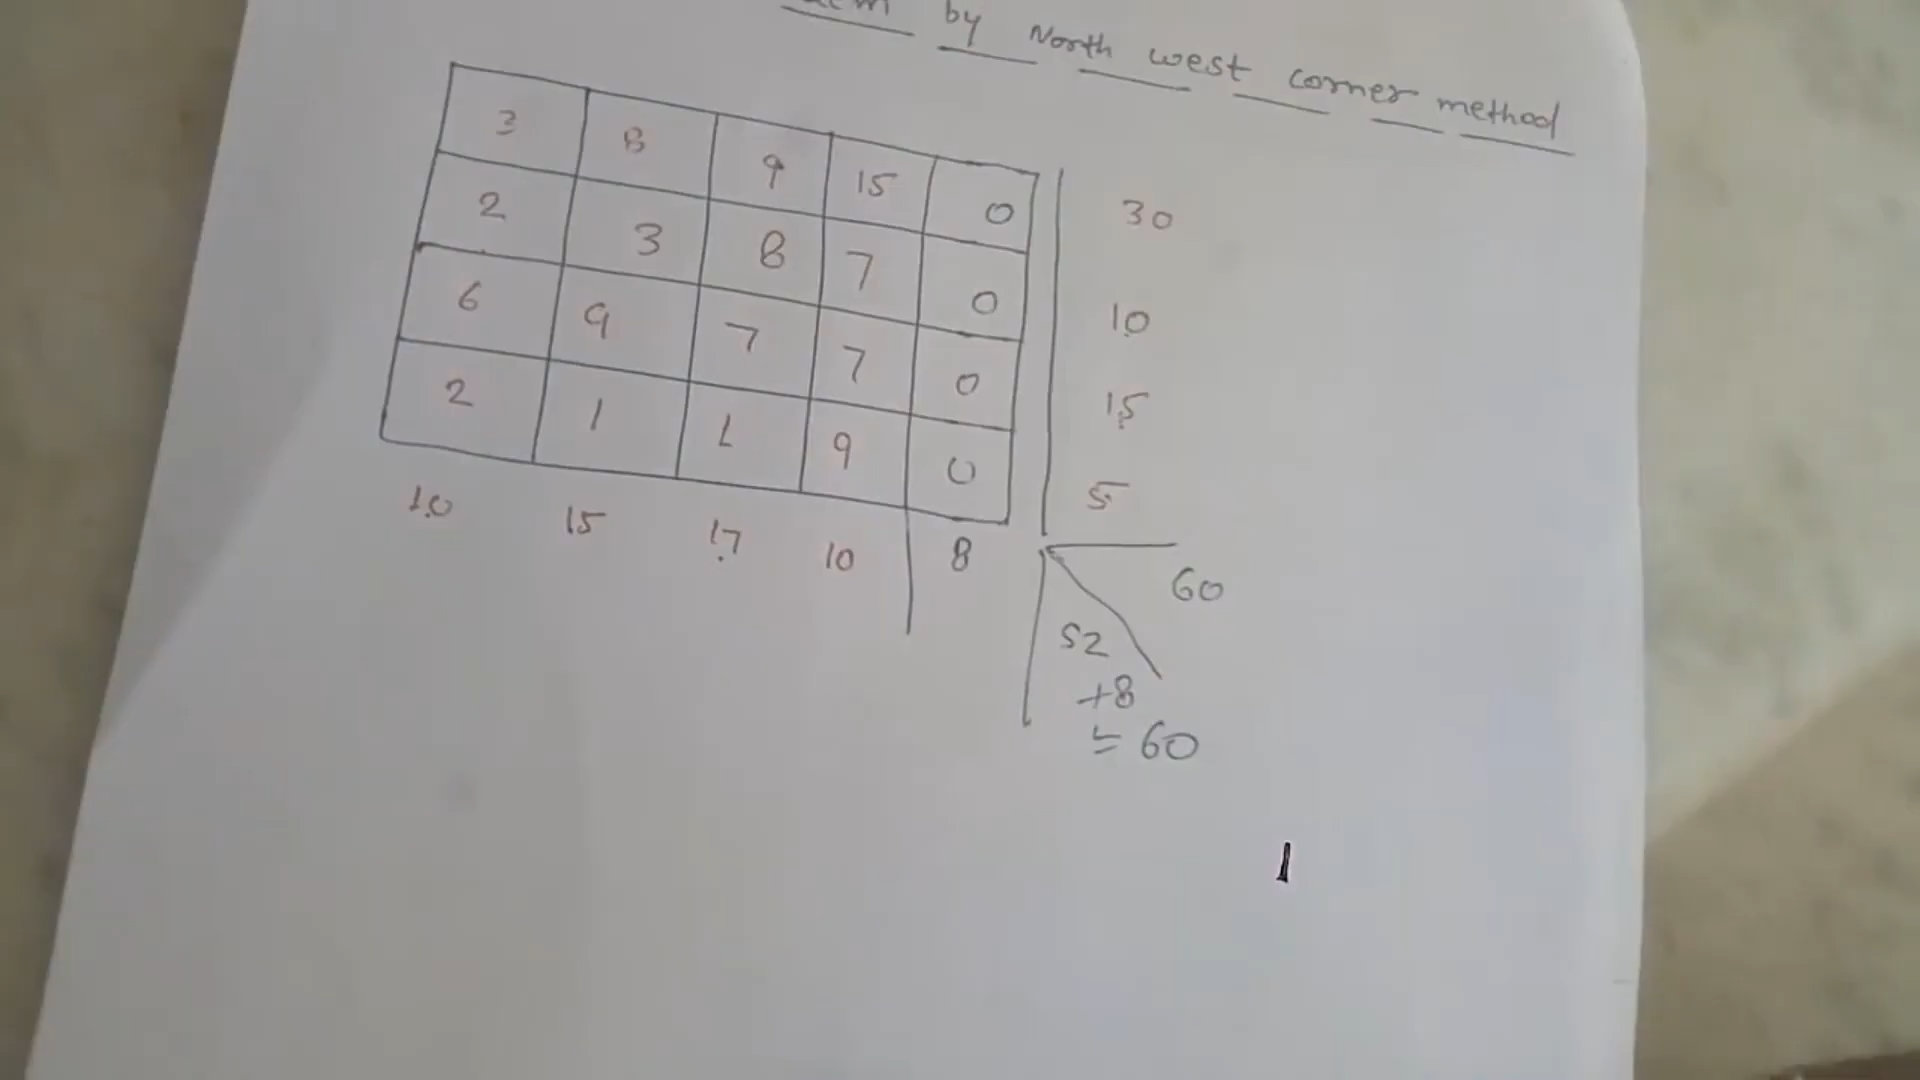 by North west corner method
3 8 9 15 0 30
2 3 8 7 0 10
6 9 7 7 0 15
2 1 1 9 0 5
10 15 17 10 8 60
52
+8
= 60